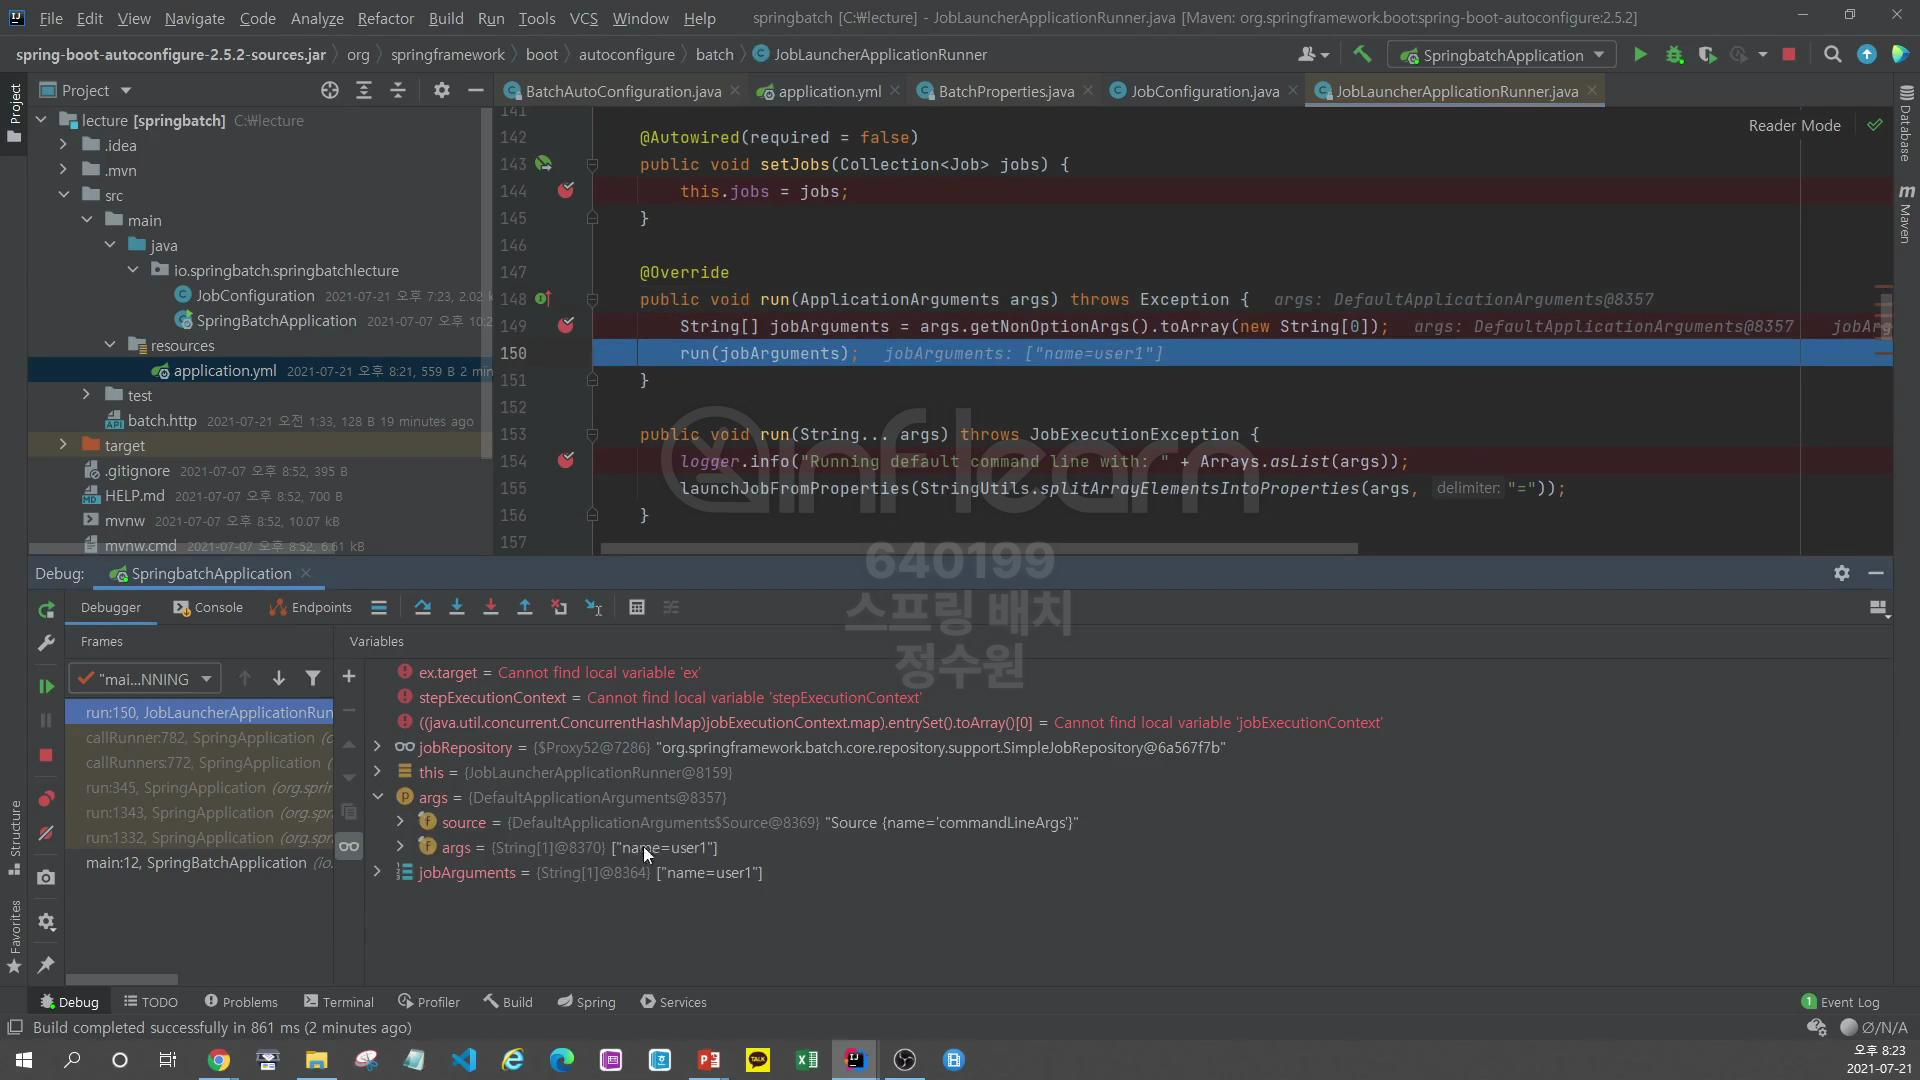 File Edit View Navigate Code Analyze Refactor Build Run Tools VCS Window Help springbatch [C:₩lecture] - JobLauncherApplicationRunner.java [Maven: org.springframework.boot:spring-boot-autoconfigure:2.5.2]
spring-boot-autoconfigure-2.5.2-sources.jar org springframework boot autoconfigure batch JobLauncherApplicationRunner SpringbatchApplication
Project
Project
BatchAutoConfiguration.java application.yml BatchProperties.java JobConfiguration.java JobLauncherApplicationRunner.java
Reader Mode
Database
Maven
lecture [springbatch] C:₩lecture
.idea
.mvn
src
main
java
io.springbatch.springbatchlecture
JobConfiguration 2021-07-21 오후 7:23, 2.02
SpringBatchApplication 2021-07-07 오후 10:2
resources
application.yml 2021-07-21 오후 8:21, 559 B 2 min
test
batch.http 2021-07-21 오전 1:33, 128 B 19 minutes ago
target
.gitignore 2021-07-07 오후 8:52, 395 B
HELP.md 2021-07-07 오후 8:52, 700 B
mvnw 2021-07-07 오후 8:52, 10.07 kB
mvnw.cmd 2021-07-07 오후 8:52, 6.61 kB
141
142 @Autowired(required = false)
143 public void setJobs(Collection<Job> jobs) {
144 this.jobs = jobs;
145 }
146
147 @Override
148 public void run(ApplicationArguments args) throws Exception { args: DefaultApplicationArguments@8357
149 String[] jobArguments = args.getNonOptionArgs().toArray(new String[0]); args: DefaultApplicationArguments@8357 jobArg
150 run(jobArguments); jobArguments: ["name=user1"]
151 }
152
153 public void run(String... args) throws JobExecutionException {
154 logger.info("Running default command line with: " + Arrays.asList(args));
155 launchJobFromProperties(StringUtils.splitArrayElementsIntoProperties(args, delimiter: "="));
156 }
157
inflearn
640199
스프링 배치
정수원
Debug: SpringbatchApplication
Debugger Console Endpoints
Frames Variables
"mai...NNING
run:150, JobLauncherApplicationRun
callRunner:782, SpringApplication (o
callRunners:772, SpringApplication (
run:345, SpringApplication (org.sprin
run:1343, SpringApplication (org.spr
run:1332, SpringApplication (org.spr
main:12, SpringBatchApplication (io.
ex.target = Cannot find local variable 'ex'
stepExecutionContext = Cannot find local variable 'stepExecutionContext'
((java.util.concurrent.ConcurrentHashMap)jobExecutionContext.map).entrySet().toArray()[0] = Cannot find local variable 'jobExecutionContext'
jobRepository = {$Proxy52@7286} "org.springframework.batch.core.repository.support.SimpleJobRepository@6a567f7b"
this = {JobLauncherApplicationRunner@8159}
args = {DefaultApplicationArguments@8357}
source = {DefaultApplicationArguments$Source@8369} "Source {name='commandLineArgs'}"
args = {String[1]@8370} ["name=user1"]
jobArguments = {String[1]@8364} ["name=user1"]
Structure
Favorites
Debug TODO Problems Terminal Profiler Build Spring Services 1 Event Log
Build completed successfully in 861 ms (2 minutes ago) Ø/N/A
오후 8:23
2021-07-21